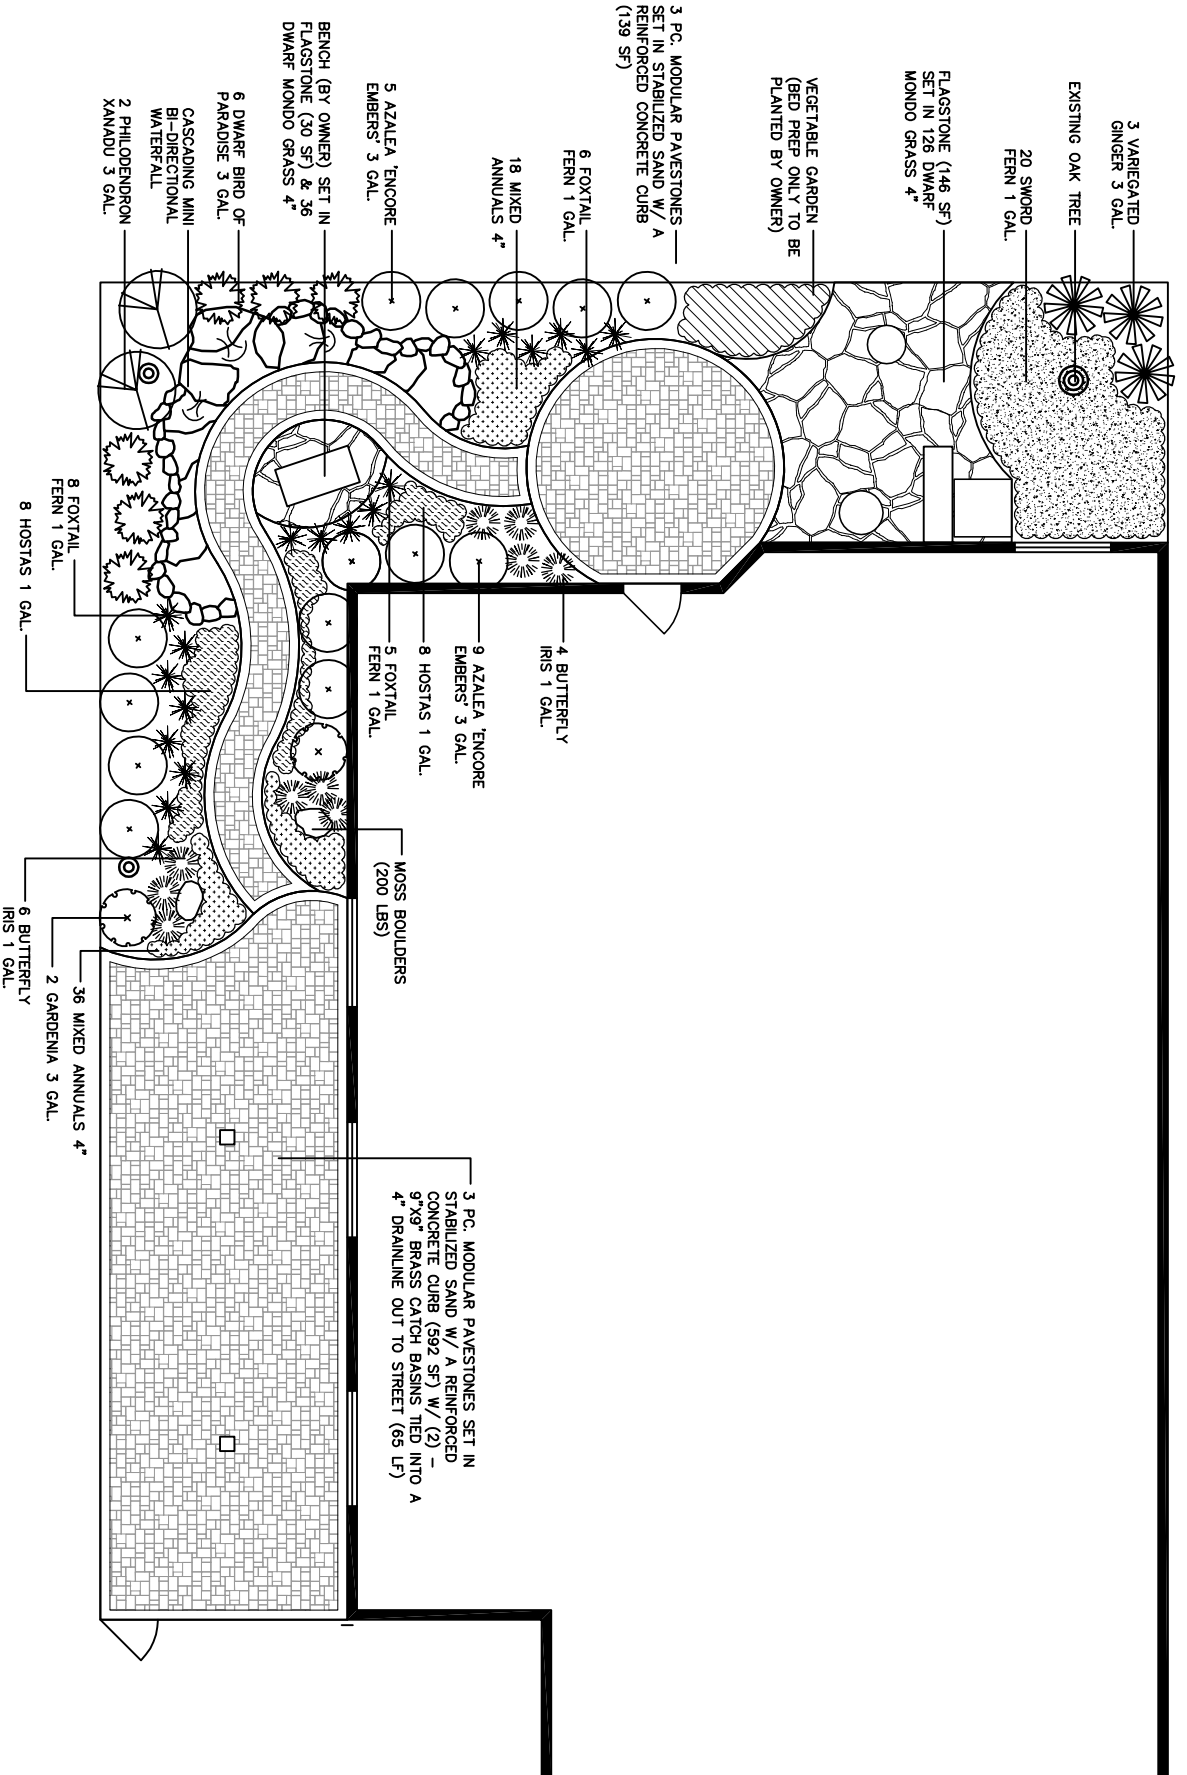 3 VARIEGATED
GINGER 3 GAL.
EXISTING OAK TREE
20 SWORD
FERN 1 GAL.
FLAGSTONE (146 SF)
SET IN 126 DWARF
MONDO GRASS 4"
VEGETABLE GARDEN
(BED PREP ONLY TO BE
PLANTED BY OWNER)
3 PC. MODULAR PAVESTONES
SET IN STABILIZED SAND W/ A
REINFORCED CONCRETE CURB
(139 SF)
6 FOXTAIL
FERN 1 GAL.
18 MIXED
ANNUALS 4"
5 AZALEA 'ENCORE
EMBERS' 3 GAL.
BENCH (BY OWNER) SET IN
FLAGSTONE (30 SF) & 36
DWARF MONDO GRASS 4"
6 DWARF BIRD OF
PARADISE 3 GAL.
CASCADING MINI
BI-DIRECTIONAL
WATERFALL
2 PHILODENDRON
XANADU 3 GAL.
4 BUTTERFLY
IRIS 1 GAL.
9 AZALEA 'ENCORE
EMBERS' 3 GAL.
8 HOSTAS 1 GAL.
5 FOXTAIL
FERN 1 GAL.
8 FOXTAIL
FERN 1 GAL.
8 HOSTAS 1 GAL.
MOSS BOULDERS
(200 LBS)
36 MIXED ANNUALS 4"
2 GARDENIA 3 GAL.
6 BUTTERFLY
IRIS 1 GAL.
3 PC. MODULAR PAVESTONES SET IN
STABILIZED SAND W/ A REINFORCED
CONCRETE CURB (592 SF) W/ (2) -
9"X9" BRASS CATCH BASINS TIED INTO A
4" DRAINLINE OUT TO STREET (65 LF)